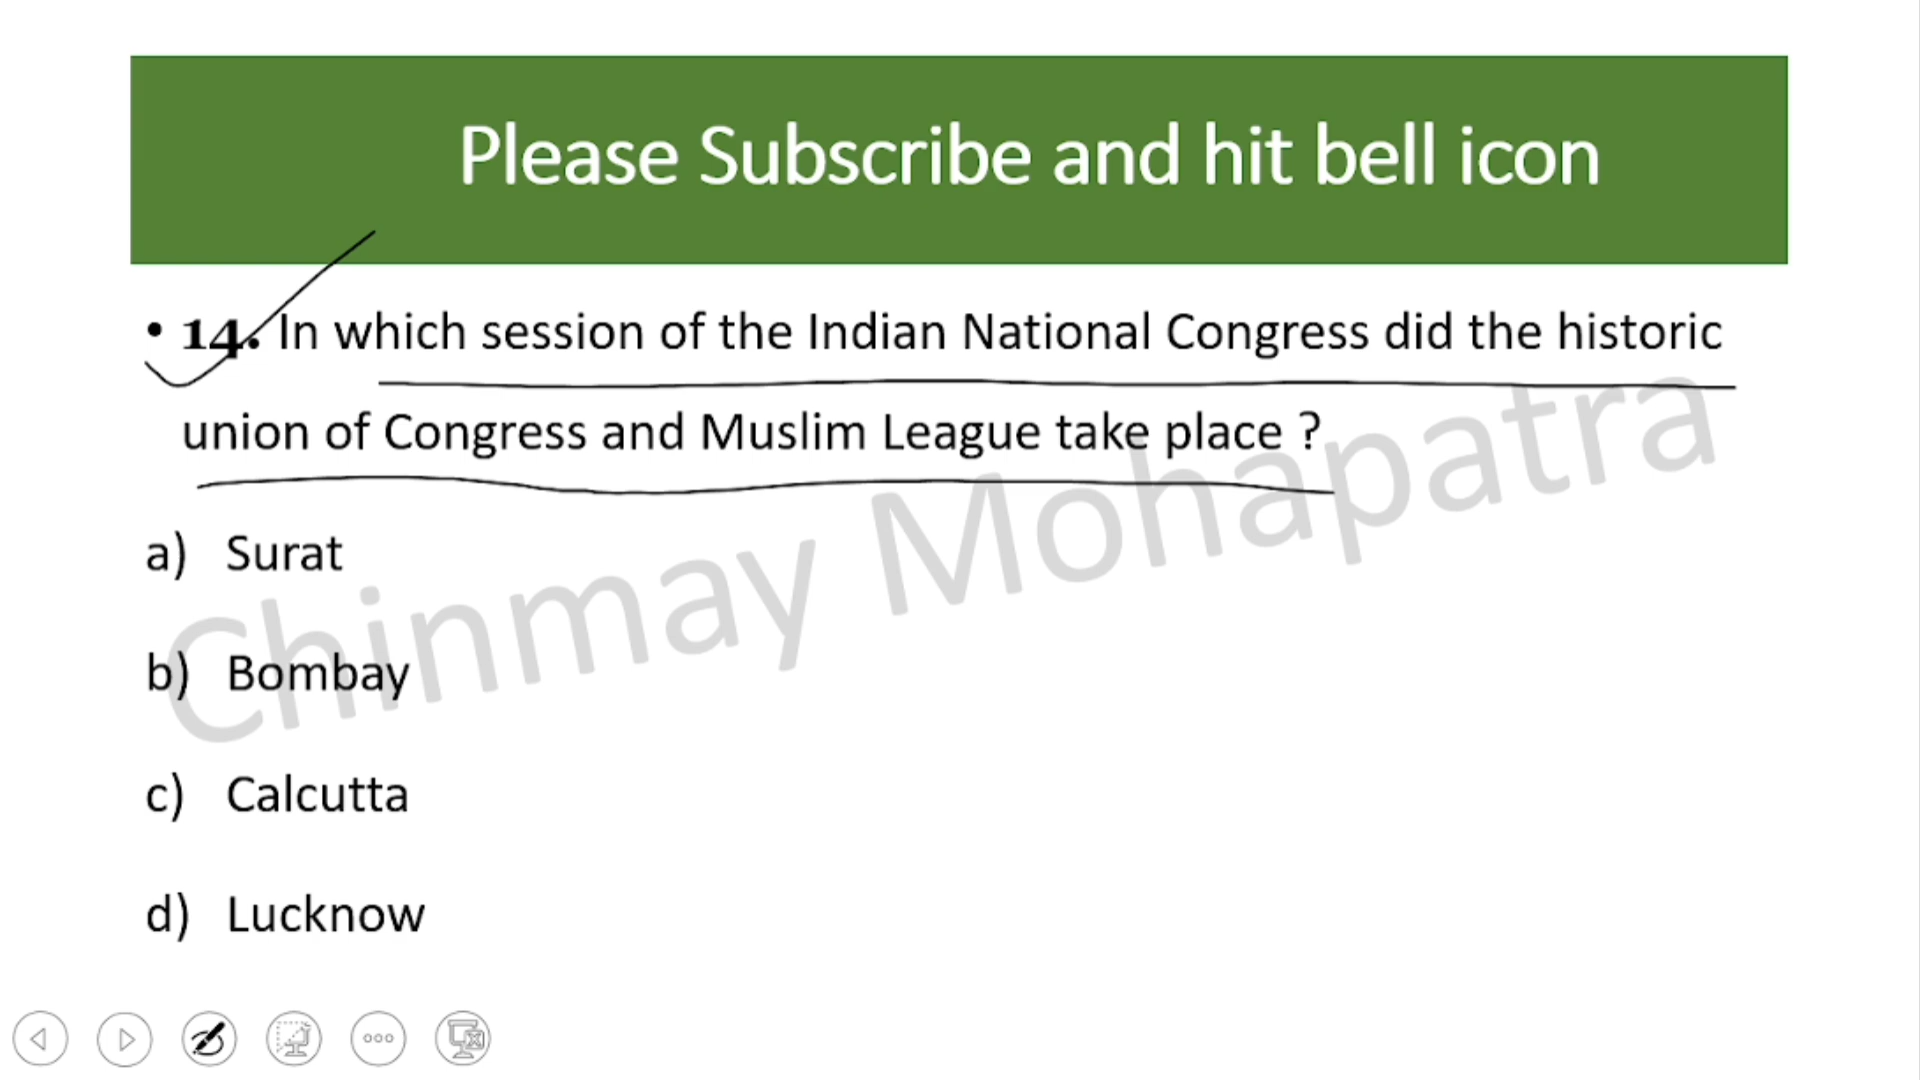 Please Subscribe and hit bell icon
• 14. In which session of the Indian National Congress did the historic
union of Congress and Muslim League take place ?
a) Surat
b) Bombay
c) Calcutta
d) Lucknow
Chinmay Mohapatra